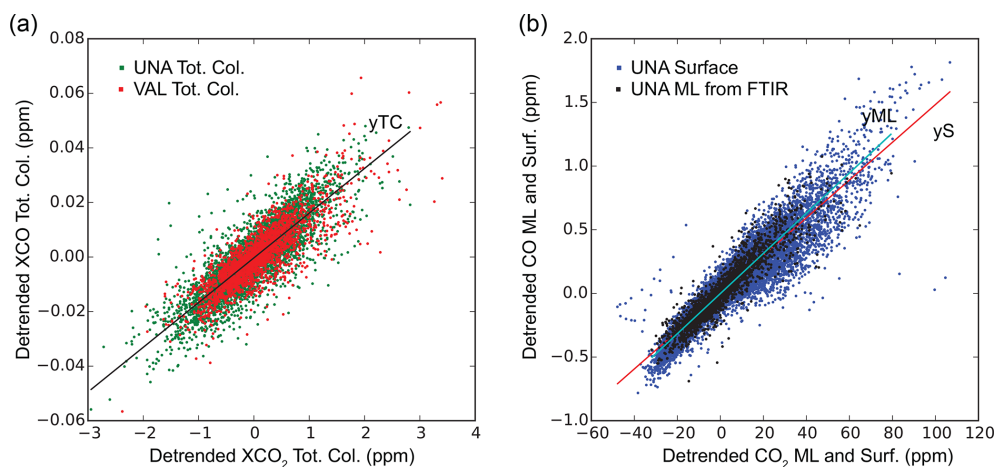 (a)
0.08
0.06
0.04
0.02
0.00
−0.02
−0.04
−0.06
Detrended XCO Tot. Col. (ppm)
UNA Tot. Col.
VAL Tot. Col.
yTC
−3 −2 −1 0 1 2 3 4
Detrended XCO2 Tot. Col. (ppm)
(b)
2.0
1.5
1.0
0.5
0.0
−0.5
−1.0
Detrended CO ML and Surf. (ppm)
UNA Surface
UNA ML from FTIR
yML
yS
−60 −40 −20 0 20 40 60 80 100 120
Detrended CO2 ML and Surf. (ppm)